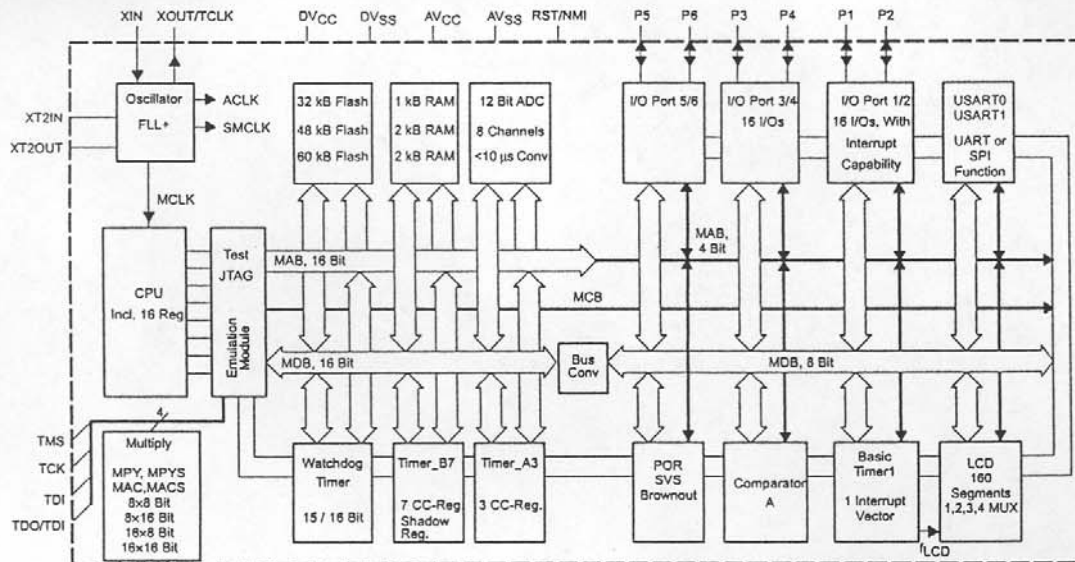 XIN XOUT/TCLK DVCC DVSS AVCC AVSS RST/NMI P5 P6 P3 P4 P1 P2
Oscillator
FLL+
ACLK
SMCLK
XT2IN
XT2OUT
MCLK
32 kB Flash
48 kB Flash
60 kB Flash
1 kB RAM
2 kB RAM
2 kB RAM
12 Bit ADC
8 Channels
<10 µs Conv
I/O Port 5/6
I/O Port 3/4
16 I/Os
I/O Port 1/2
16 I/Os, With
Interrupt
Capability
USART0
USART1
UART or
SPI
Function
CPU
Incl. 16 Reg
Test
JTAG
Emulation
Module
MAB, 16 Bit
MAB,
4 Bit
MCB
MDB, 16 Bit
Bus
Conv
MDB, 8 Bit
4
TMS
TCK
TDI
TDO/TDI
Multiply
MPY, MPYS
MAC,MACS
8×8 Bit
8×16 Bit
16×8 Bit
16×16 Bit
Watchdog
Timer
15 / 16 Bit
Timer_B7
7 CC-Reg
Shadow
Reg.
Timer_A3
3 CC-Reg.
POR
SVS
Brownout
Comparator
A
Basic
Timer1
1 Interrupt
Vector
fLCD
LCD
160
Segments
1,2,3,4 MUX